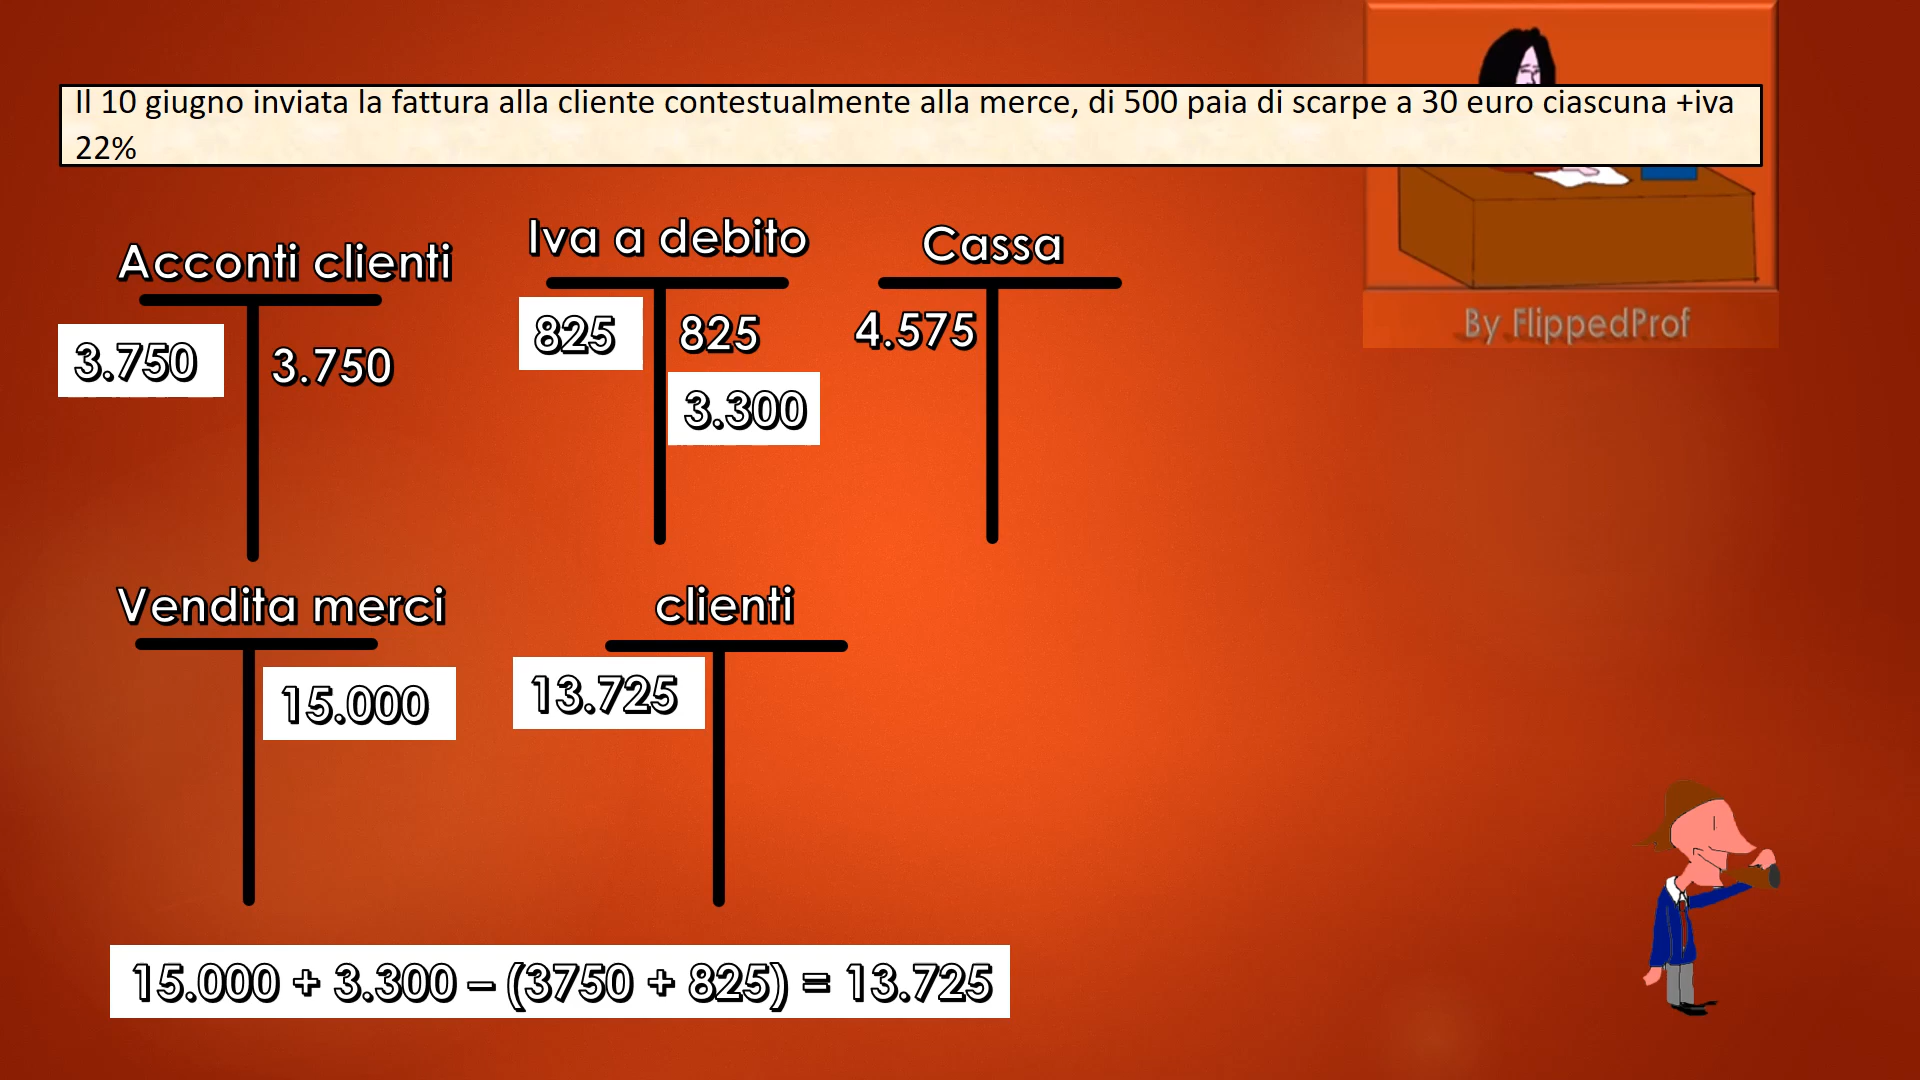 Il 10 giugno inviata la fattura alla cliente contestualmente alla merce, di 500 paia di scarpe a 30 euro ciascuna +iva
22%
By FlippedProf
Acconti clienti
3.750
3.750
Iva a debito
825
825
3.300
Cassa
4.575
Vendita merci
15.000
clienti
13.725
15.000 + 3.300 – (3750 + 825) = 13.725